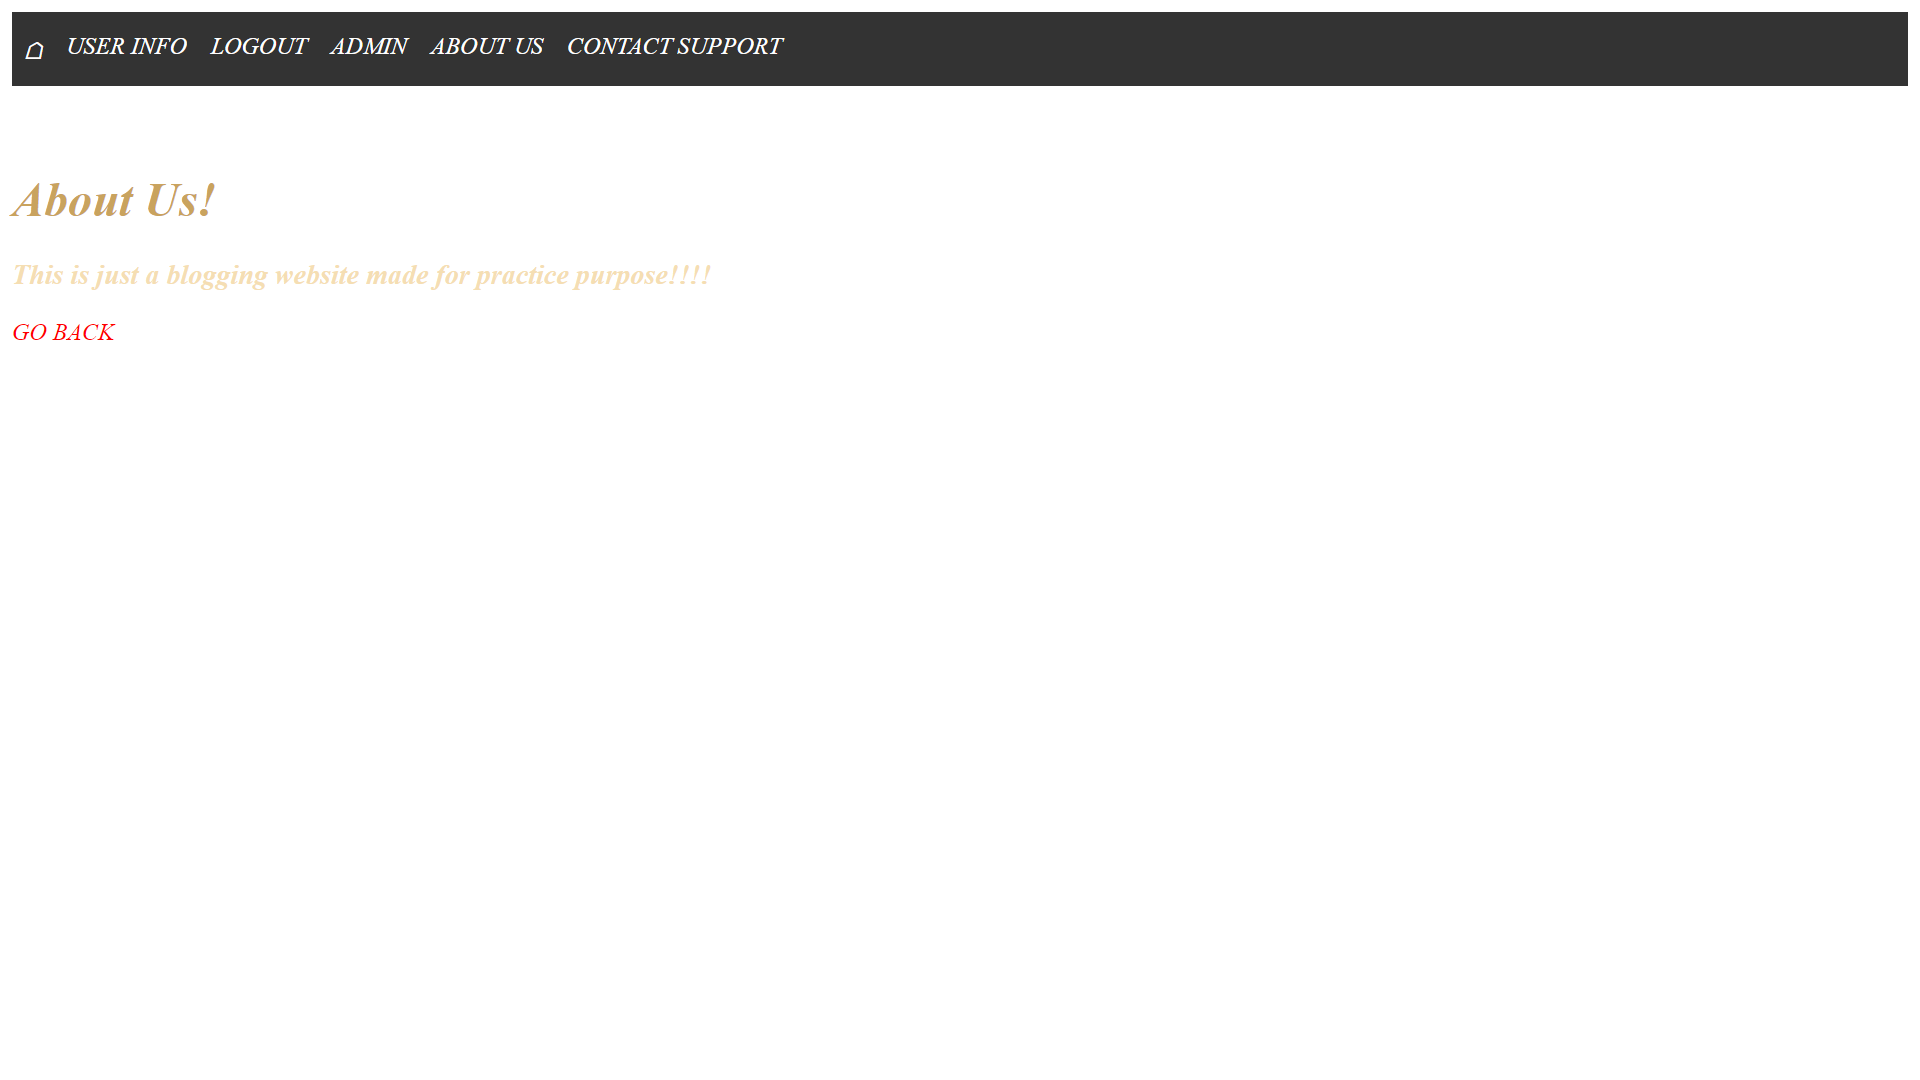 ⌂ USER INFO LOGOUT ADMIN ABOUT US CONTACT SUPPORT
About Us!
This is just a blogging website made for practice purpose!!!!
GO BACK